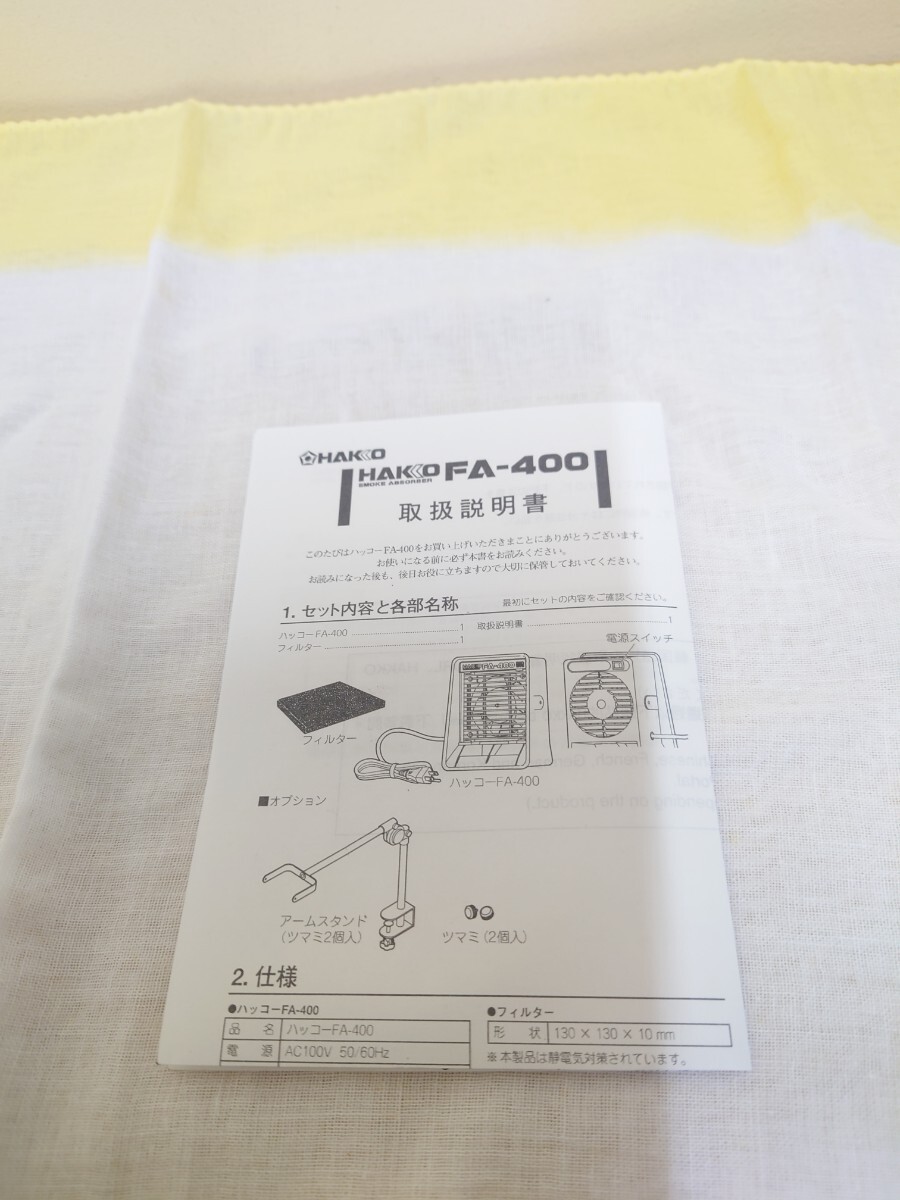 HAKKO
HAKKO FA-400
SMOKE ABSORBER
取扱説明書
このたびはハッコーFA-400をお買い上げいただきまことにありがとうございます。
お使いになる前に必ず本書をお読みください。
お読みになった後も、後日お役に立ちますので大切に保管しておいてください。
1. セット内容と各部名称 最初にセットの内容をご確認ください。
ハッコーFA-400 1 取扱説明書 1
フィルター 1
電源スイッチ
FA-400
フィルター
ハッコーFA-400
■オプション
アームスタンド
(ツマミ2個入)
ツマミ(2個入)
2. 仕様
●ハッコーFA-400
品 名 ハッコーFA-400
電 源 AC100V 50/60Hz
●フィルター
形 状 130 × 130 × 10 mm
※本製品は静電気対策されています。